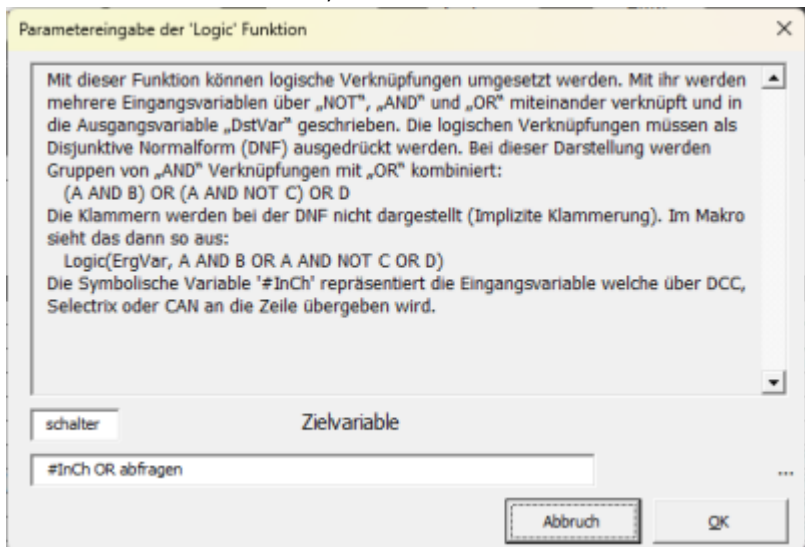 Parametereingabe der 'Logic' Funktion
Mit dieser Funktion können logische Verknüpfungen umgesetzt werden. Mit ihr werden
mehrere Eingangsvariablen über „NOT“, „AND“ und „OR“ miteinander verknüpft und in
die Ausgangsvariable „DstVar“ geschrieben. Die logischen Verknüpfungen müssen als
Disjunktive Normalform (DNF) ausgedrückt werden. Bei dieser Darstellung werden
Gruppen von „AND“ Verknüpfungen mit „OR“ kombiniert:
(A AND B) OR (A AND NOT C) OR D
Die Klammern werden bei der DNF nicht dargestellt (Implizite Klammerung). Im Makro
sieht das dann so aus:
Logic(ErgVar, A AND B OR A AND NOT C OR D)
Die Symbolische Variable '#InCh' repräsentiert die Eingangsvariable welche über DCC,
Selectrix oder CAN an die Zeile übergeben wird.
schalter Zielvariable
#InCh OR abfragen ...
Abbruch QK